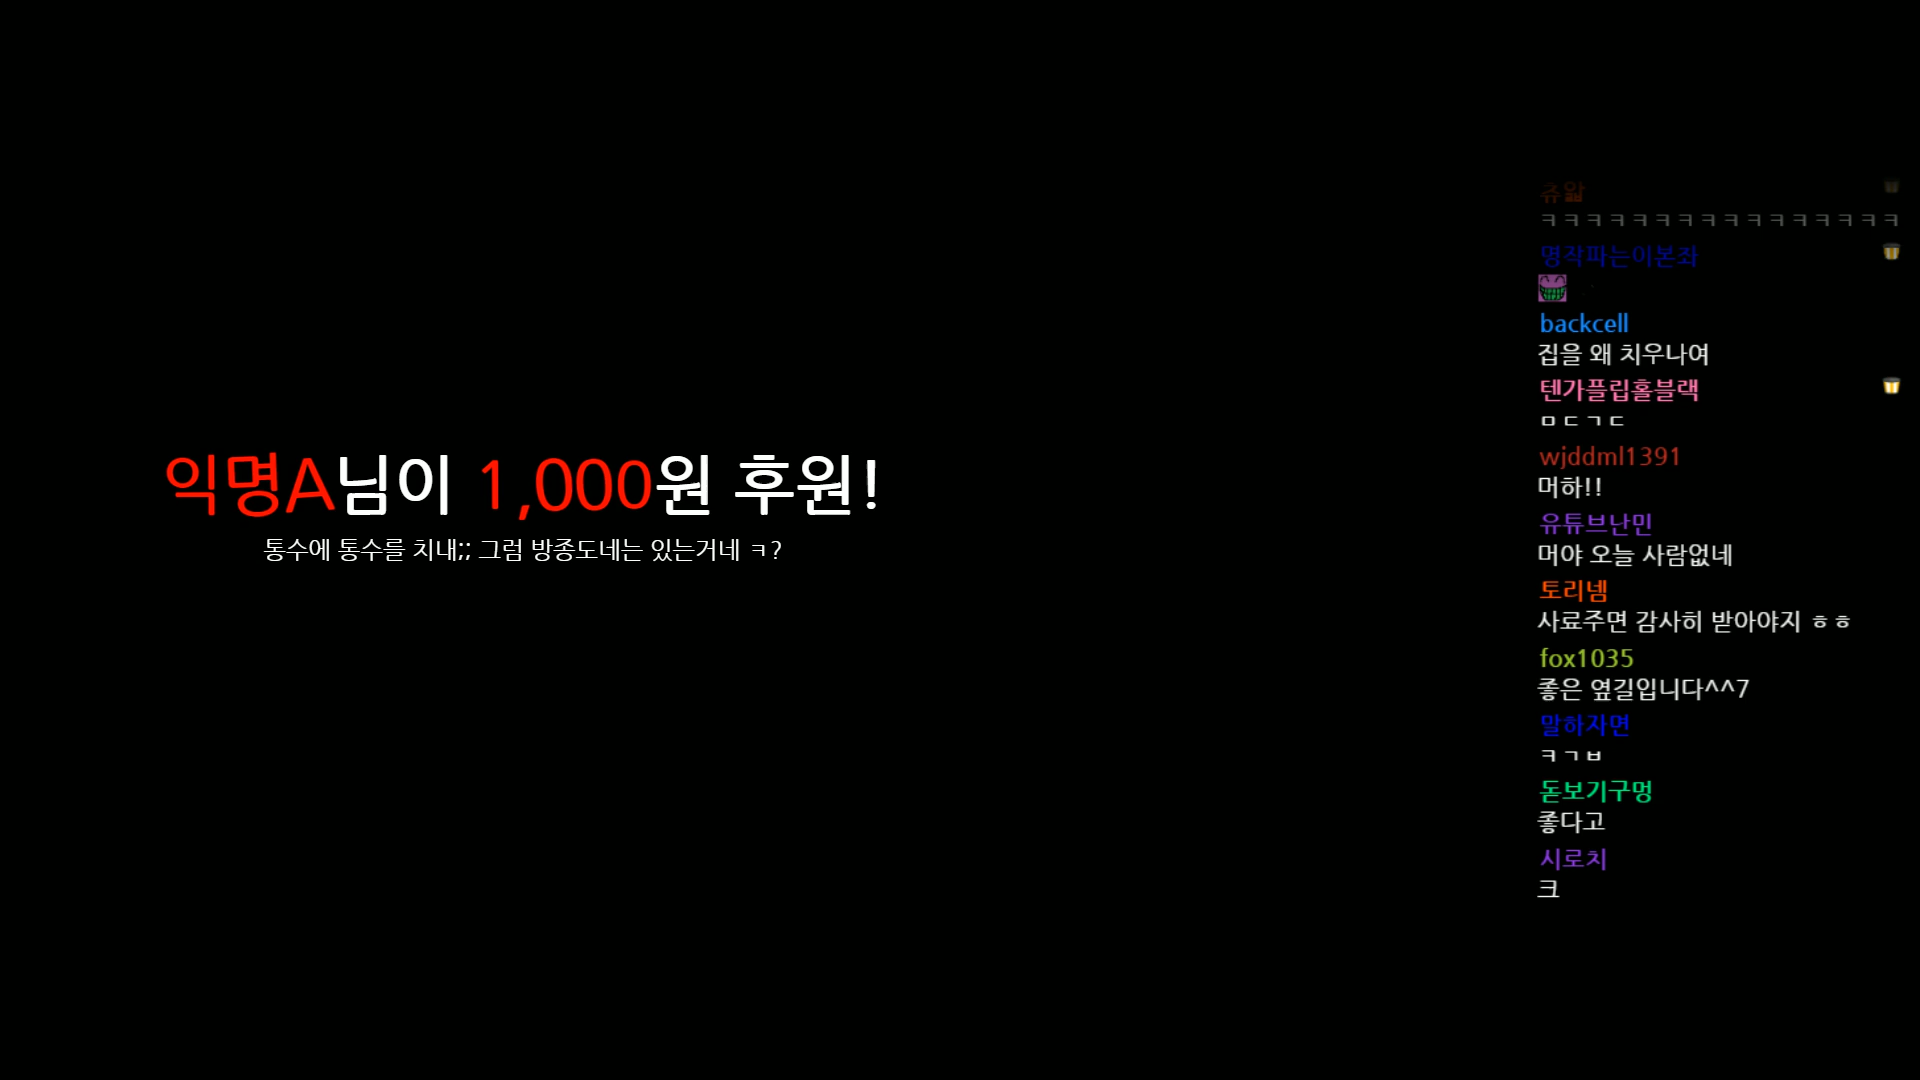 익명A님이 1,000원 후원!
통수에 통수를 치내;; 그럼 방종도네는 있는거네 ㅋ?
츄왋
ㅋㅋㅋㅋㅋㅋㅋㅋㅋㅋㅋㅋㅋㅋㅋㅋ
명작파는이본좌
backcell
집을 왜 치우나여
텐가플립홀블랙
ㅁㄷㄱㄷ
wjddml1391
머하!!
유튜브난민
머야 오늘 사람없네
토리넴
사료주면 감사히 받아야지 ㅎㅎ
fox1035
좋은 옆길입니다^^7
말하자면
ㅋㄱㅂ
돋보기구멍
좋다고
시로치
크